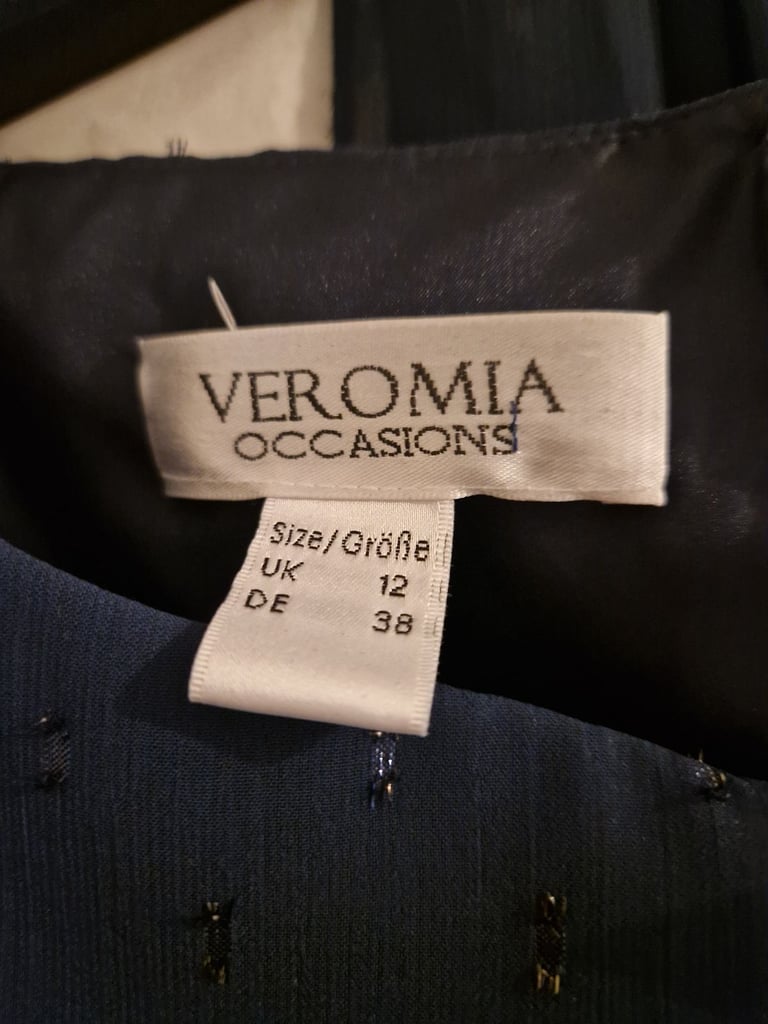 VEROMIA
OCCASIONS
Size/Größe
UK 12
DE 38